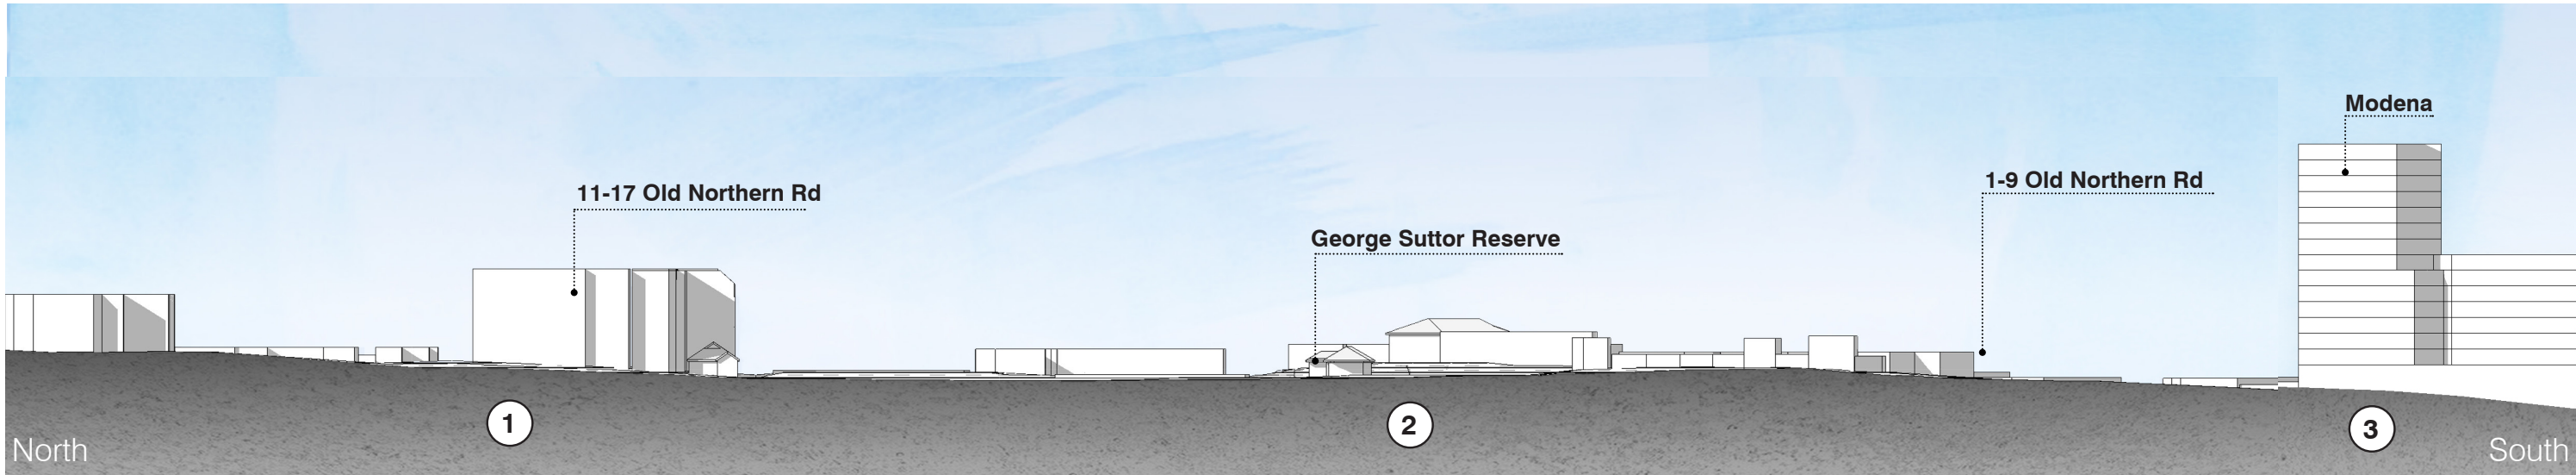 Modena
1-9 Old Northern Rd
11-17 Old Northern Rd
George Suttor Reserve
1
2
3
North
South